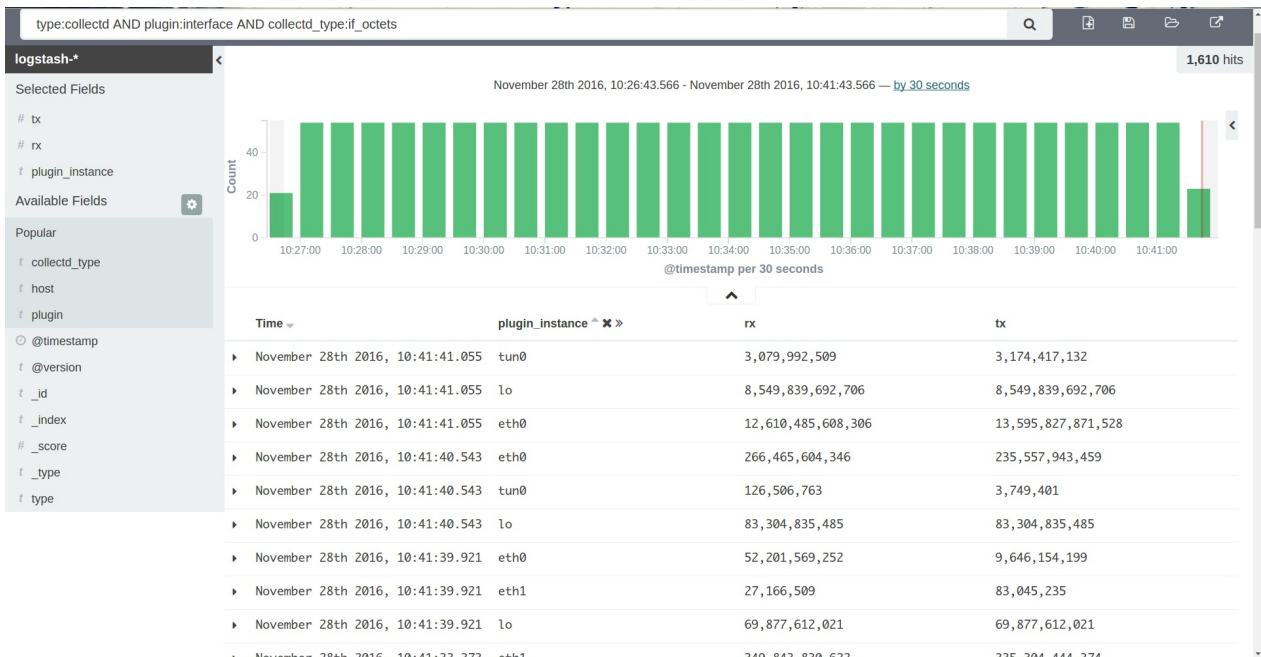 type:collectd AND plugin:interface AND collectd_type:if_octets
logstash-*
1,610 hits
Selected Fields
# tx
# rx
t plugin_instance
Available Fields
Popular
t collectd_type
t host
t plugin
@timestamp
t @version
t _id
t _index
# _score
t _type
t type
November 28th 2016, 10:26:43.566 - November 28th 2016, 10:41:43.566 — by 30 seconds
Count
40
20
0
10:27:00 10:28:00 10:29:00 10:30:00 10:31:00 10:32:00 10:33:00 10:34:00 10:35:00 10:36:00 10:37:00 10:38:00 10:39:00 10:40:00 10:41:00
@timestamp per 30 seconds
Time plugin_instance rx tx
November 28th 2016, 10:41:41.055 tun0 3,079,992,509 3,174,417,132
November 28th 2016, 10:41:41.055 lo 8,549,839,692,706 8,549,839,692,706
November 28th 2016, 10:41:41.055 eth0 12,610,485,608,306 13,595,827,871,528
November 28th 2016, 10:41:40.543 eth0 266,465,604,346 235,557,943,459
November 28th 2016, 10:41:40.543 tun0 126,506,763 3,749,401
November 28th 2016, 10:41:40.543 lo 83,304,835,485 83,304,835,485
November 28th 2016, 10:41:39.921 eth0 52,201,569,252 9,646,154,199
November 28th 2016, 10:41:39.921 eth1 27,166,509 83,045,235
November 28th 2016, 10:41:39.921 lo 69,877,612,021 69,877,612,021
November 28th 2016, eth1